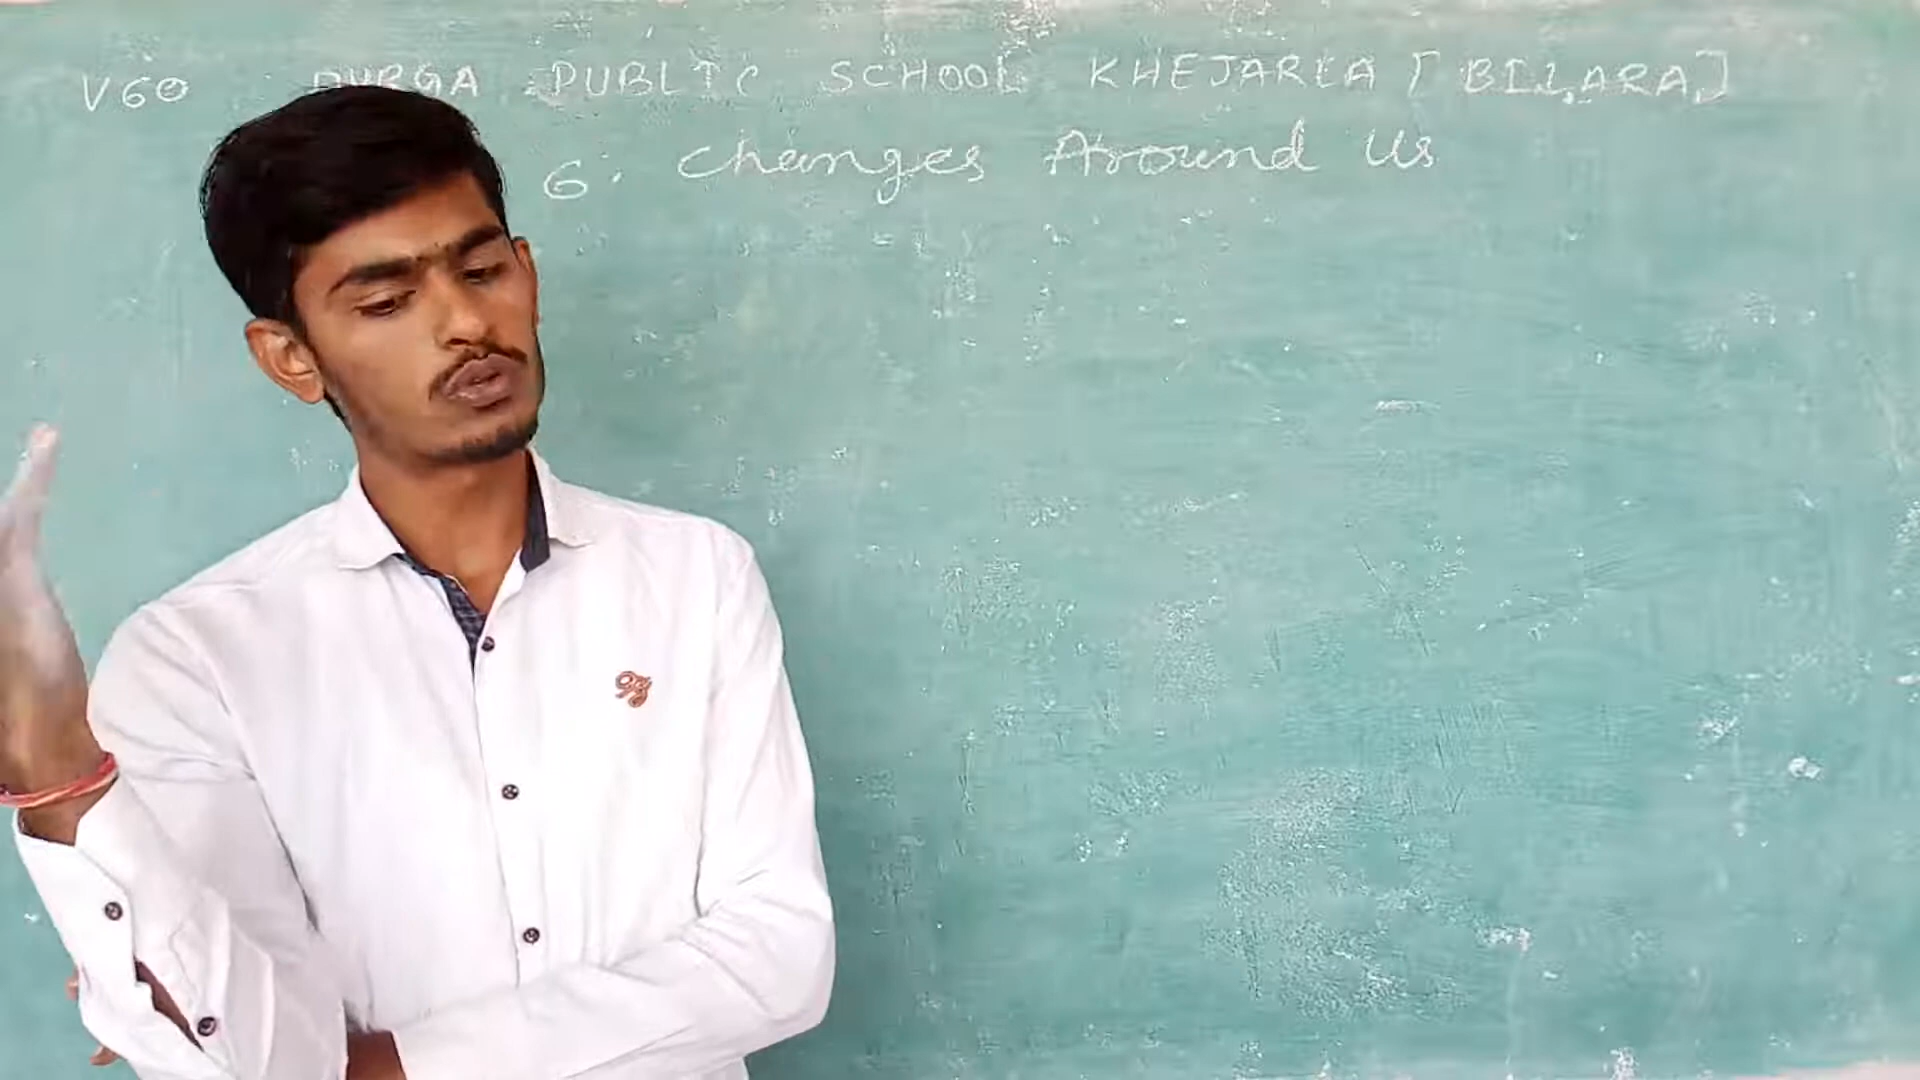 V60 DURGA PUBLIC SCHOOL KHEJARLA [BILARA]
6. Changes Around Us